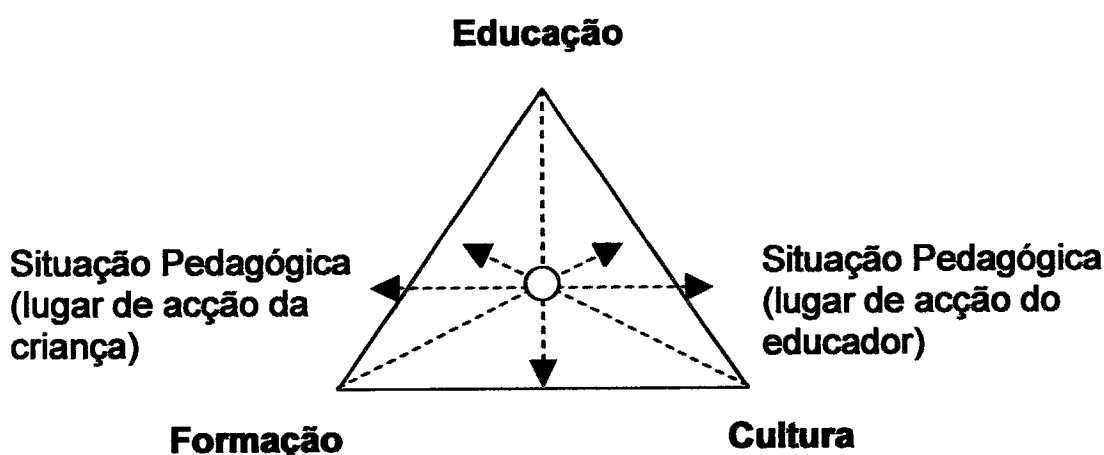 Educação
Situação Pedagógica
(lugar de acção da
criança)
Situação Pedagógica
(lugar de acção do
educador)
Formação
Cultura